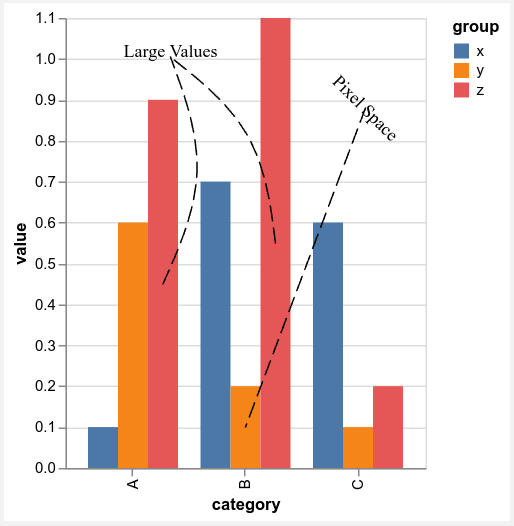 group
x
y
z
Large Values
Pixel Space
value
1.1
1.0
0.9
0.8
0.7
0.6
0.5
0.4
0.3
0.2
0.1
0.0
A
B
C
category